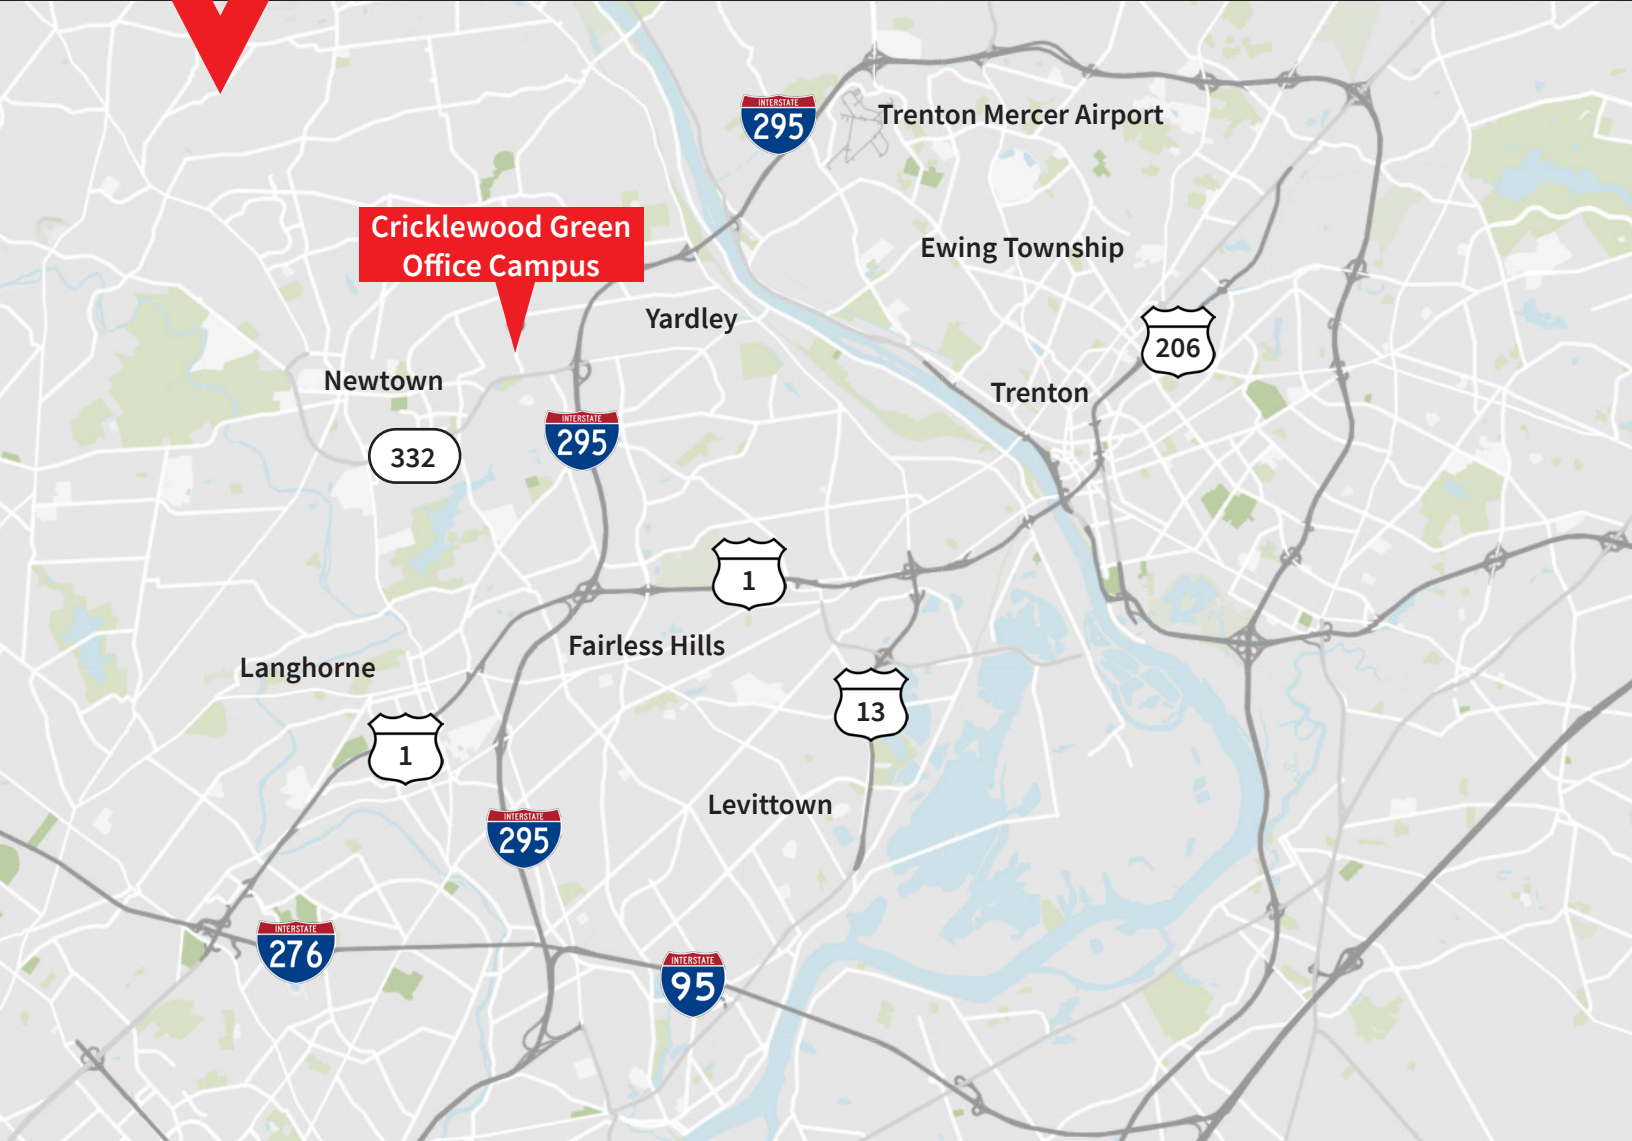 INTERSTATE
295
Trenton Mercer Airport
Cricklewood Green
Office Campus
Ewing Township
Yardley
206
Newtown
Trenton
INTERSTATE
295
332
1
Fairless Hills
Langhorne
13
1
Levittown
INTERSTATE
295
INTERSTATE
276
INTERSTATE
95